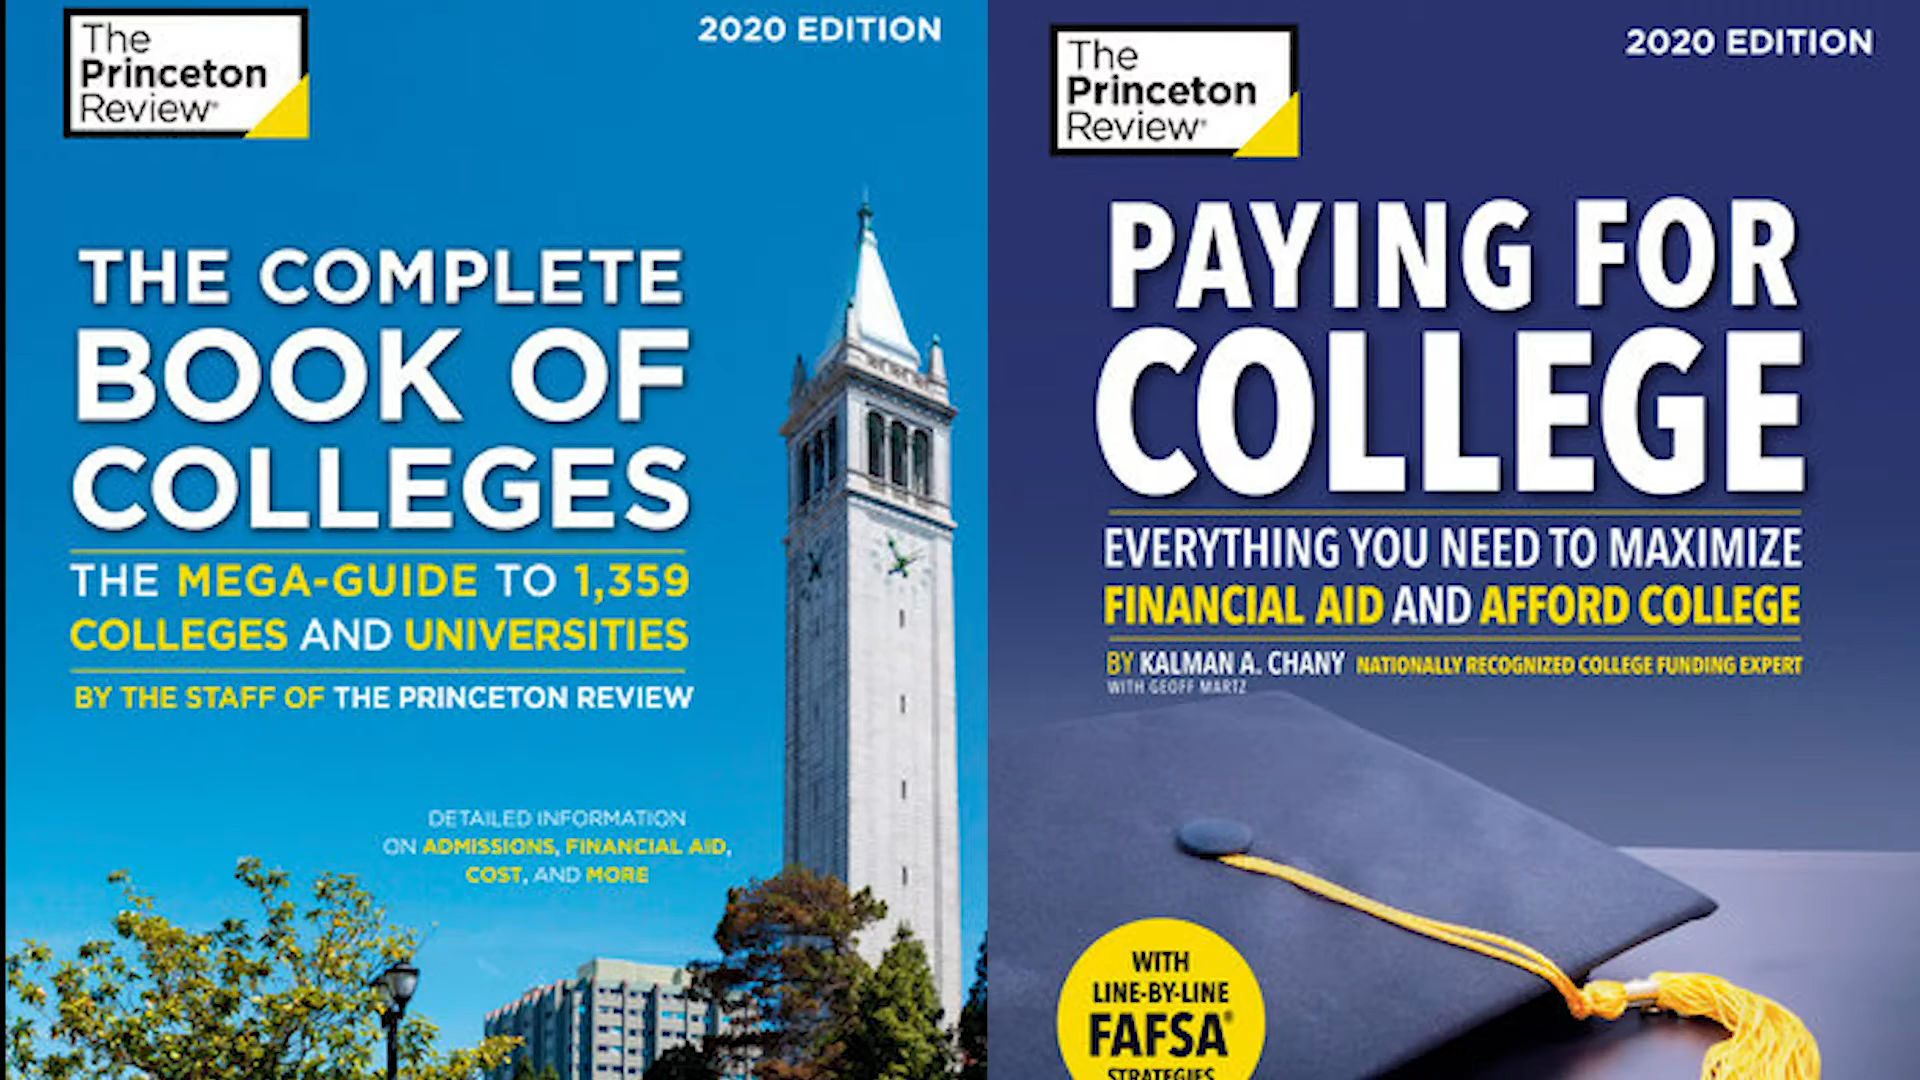 The
Princeton
Review®
2020 EDITION
THE COMPLETE
BOOK OF
COLLEGES
THE MEGA-GUIDE TO 1,359
COLLEGES AND UNIVERSITIES
BY THE STAFF OF THE PRINCETON REVIEW
DETAILED INFORMATION
ON ADMISSIONS, FINANCIAL AID,
COST, AND MORE
The
Princeton
Review®
2020 EDITION
PAYING FOR
COLLEGE
EVERYTHING YOU NEED TO MAXIMIZE
FINANCIAL AID AND AFFORD COLLEGE
BY KALMAN A. CHANY NATIONALLY RECOGNIZED COLLEGE FUNDING EXPERT
WITH GEOFF MARTZ
WITH
LINE-BY-LINE
FAFSA®
STRATEGIES